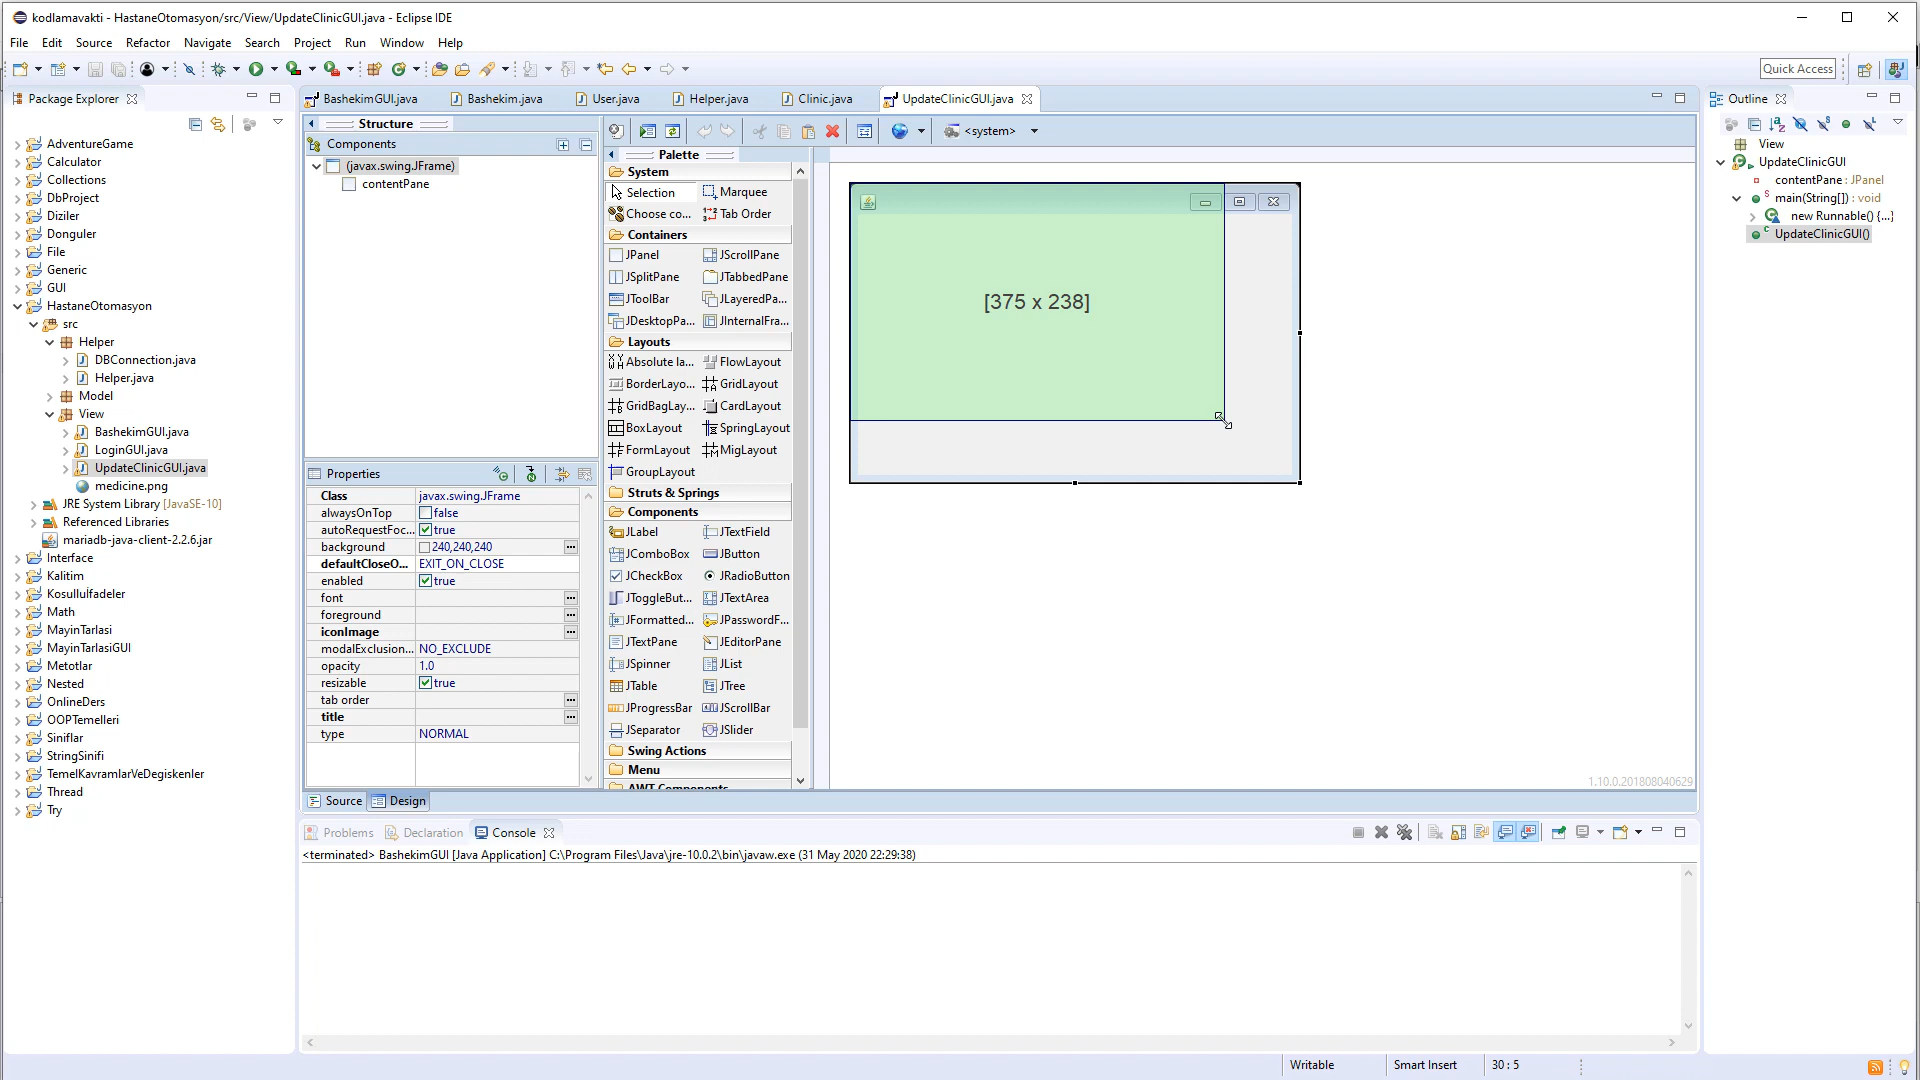 kodlamavakti - HastaneOtomasyon/src/View/UpdateClinicGUI.java - Eclipse IDE
File Edit Source Refactor Navigate Search Project Run Window Help
Quick Access
Package Explorer
AdventureGame
Calculator
Collections
DbProject
Diziler
Donguler
File
Generic
GUI
HastaneOtomasyon
src
Helper
DBConnection.java
Helper.java
Model
View
BashekimGUI.java
LoginGUI.java
UpdateClinicGUI.java
medicine.png
JRE System Library [JavaSE-10]
Referenced Libraries
mariadb-java-client-2.2.6.jar
Interface
Kalitim
KosulluIfadeler
Math
MayinTarlasi
MayinTarlasiGUI
Metotlar
Nested
OnlineDers
OOPTemelleri
Siniflar
StringSinifi
TemelKavramlarVeDegiskenler
Thread
Try
BashekimGUI.java Bashekim.java User.java Helper.java Clinic.java UpdateClinicGUI.java
Structure
Components
(javax.swing.JFrame)
contentPane
Properties
Class javax.swing.JFrame
alwaysOnTop false
autoRequestFoc... true
background 240,240,240
defaultCloseO... EXIT_ON_CLOSE
enabled true
font
foreground
iconImage
modalExclusion... NO_EXCLUDE
opacity 1.0
resizable true
tab order
title
type NORMAL
<system>
Palette
System
Selection Marquee
Choose co... Tab Order
Containers
JPanel JScrollPane
JSplitPane JTabbedPane
JToolBar JLayeredPa...
JDesktopPa... JInternalFra...
Layouts
Absolute la... FlowLayout
BorderLayo... GridLayout
GridBagLay... CardLayout
BoxLayout SpringLayout
FormLayout MigLayout
GroupLayout
Struts & Springs
Components
JLabel JTextField
JComboBox JButton
JCheckBox JRadioButton
JToggleBut... JTextArea
JFormatted... JPasswordF...
JTextPane JEditorPane
JSpinner JList
JTable JTree
JProgressBar JScrollBar
JSeparator JSlider
Swing Actions
Menu
AWT Components
[375 x 238]
1.10.0.201808040629
Source Design
Problems Declaration Console
<terminated> BashekimGUI [Java Application] C:\Program Files\Java\jre-10.0.2\bin\javaw.exe (31 May 2020 22:29:38)
Outline
View
UpdateClinicGUI
contentPane : JPanel
main(String[]) : void
new Runnable() {...}
UpdateClinicGUI()
Writable Smart Insert 30 : 5